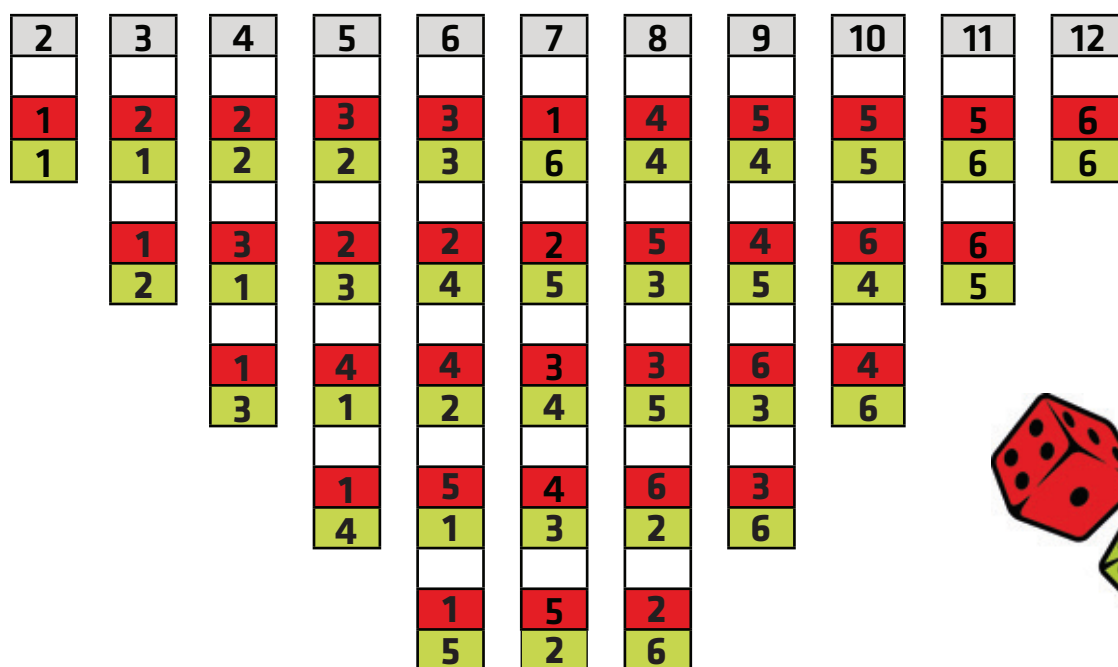 2 3 4 5 6 7 8 9 10 11 12
1 2 2 3 3 1 4 5 5 5 6
1 1 2 2 3 6 4 4 5 6 6
1 3 2 2 2 5 4 6 6
2 1 3 4 5 3 5 4 5
1 4 4 3 3 6 4
3 1 2 4 5 3 6
1 5 4 6 3
4 1 3 2 6
1 5 2
5 2 6